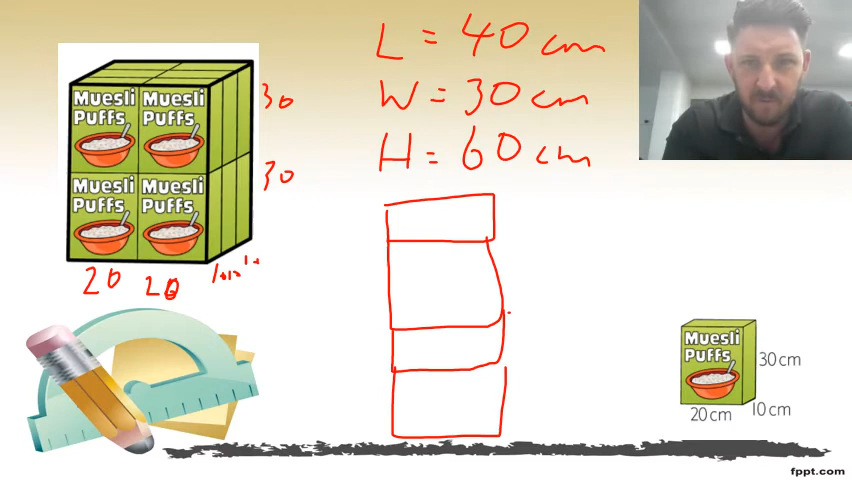 L = 40 cm
W = 30 cm
H = 60 cm
Muesli Puffs Muesli Puffs
30
Muesli Puffs Muesli Puffs
30
20 20
Muesli Puffs
30 cm
20 cm 10 cm
fppt.com